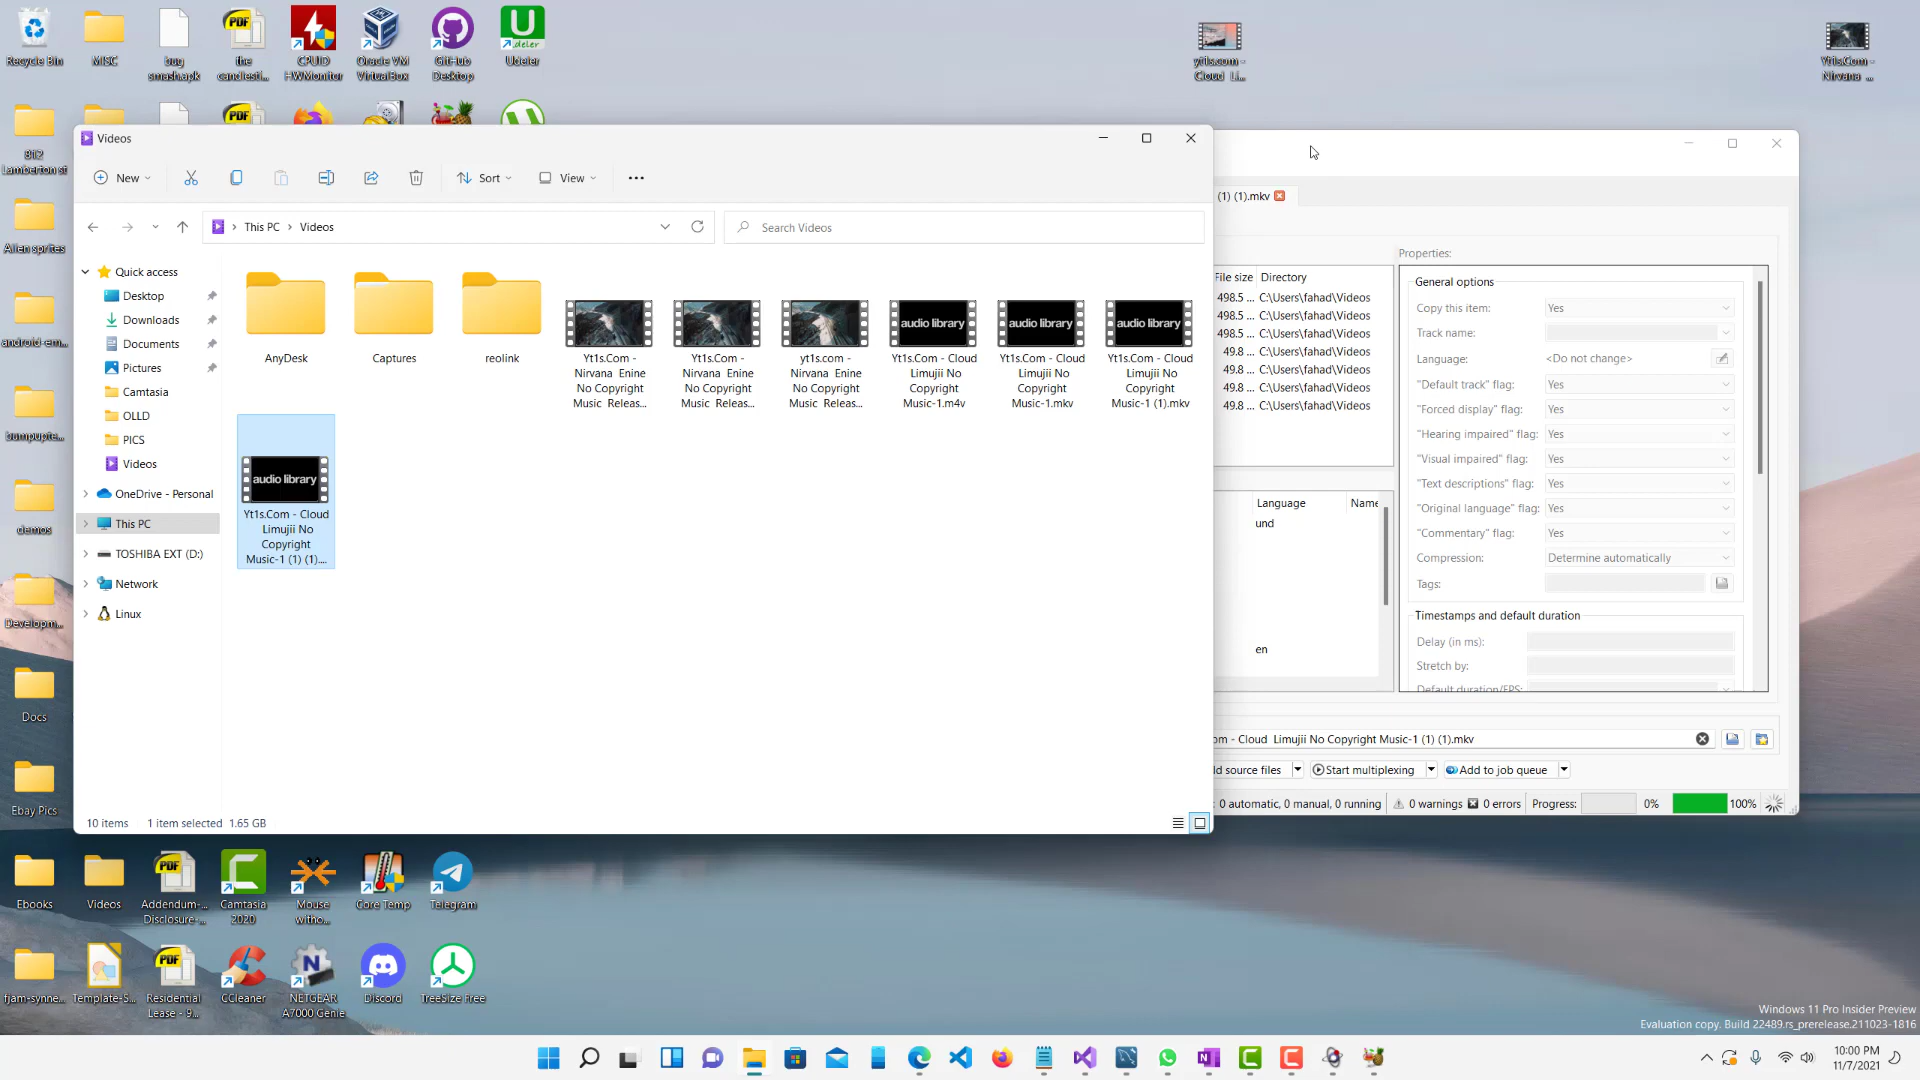 Recycle Bin
MISC
bug
smash.apk
the
candlesti...
CPUID
HWMonitor
Oracle VM
VirtualBox
GitHub
Desktop
Udeler
yt1s.com -
Cloud Li...
Yt1s.Com -
Nirvana ...
812
Lamberton st
Alien sprites
android-em...
bumpupte...
demos
Developm...
Docs
Ebay Pics
Videos
New
Sort
View
This PC
Videos
Search Videos
Quick access
Desktop
Downloads
Documents
Pictures
Camtasia
OLLD
PICS
Videos
OneDrive - Personal
This PC
TOSHIBA EXT (D:)
Network
Linux
AnyDesk
Captures
reolink
Yt1s.Com -
Nirvana Enine
No Copyright
Music Releas...
Yt1s.Com -
Nirvana Enine
No Copyright
Music Releas...
yt1s.com -
Nirvana Enine
No Copyright
Music Releas...
audio library
Yt1s.Com - Cloud
Limujii No
Copyright
Music-1.m4v
audio library
Yt1s.Com - Cloud
Limujii No
Copyright
Music-1.mkv
audio library
Yt1s.Com - Cloud
Limujii No
Copyright
Music-1 (1).mkv
audio library
Yt1s.Com - Cloud
Limujii No
Copyright
Music-1 (1) (1)....
10 items 1 item selected 1.65 GB
(1) (1).mkv
File size Directory
498.5 ... C:\Users\fahad\Videos
498.5 ... C:\Users\fahad\Videos
498.5 ... C:\Users\fahad\Videos
49.8 ... C:\Users\fahad\Videos
49.8 ... C:\Users\fahad\Videos
49.8 ... C:\Users\fahad\Videos
49.8 ... C:\Users\fahad\Videos
Language Name
und
en
Properties:
General options
Copy this item: Yes
Track name:
Language: <Do not change>
"Default track" flag: Yes
"Forced display" flag: Yes
"Hearing impaired" flag: Yes
"Visual impaired" flag: Yes
"Text descriptions" flag: Yes
"Original language" flag: Yes
"Commentary" flag: Yes
Compression: Determine automatically
Tags:
Timestamps and default duration
Delay (in ms):
Stretch by:
Default duration/FPS:
om - Cloud Limujii No Copyright Music-1 (1) (1).mkv
d source files Start multiplexing Add to job queue
: 0 automatic, 0 manual, 0 running 0 warnings 0 errors Progress: 0% 100%
Ebooks
Videos
PDF
Addendum-...
Disclosure-...
Camtasia
2020
Mouse
witho...
Core Temp
Telegram
fjam-synne...
Template-S...
PDF
Residential
Lease - 9...
CCleaner
NETGEAR
A7000 Genie
Discord
TreeSize Free
Windows 11 Pro Insider Preview
Evaluation copy. Build 22489.rs_prerelease.211023-1816
10:00 PM
11/7/2021